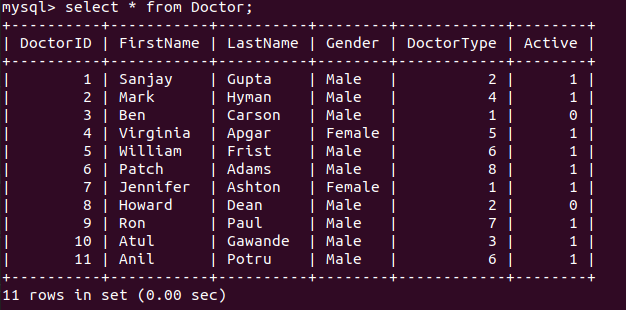 mysql> select * from Doctor;
+----------+-----------+----------+--------+------------+--------+
| DoctorID | FirstName | LastName | Gender | DoctorType | Active |
+----------+-----------+----------+--------+------------+--------+
|        1 | Sanjay    | Gupta    | Male   |          2 |      1 |
|        2 | Mark      | Hyman    | Male   |          4 |      1 |
|        3 | Ben       | Carson   | Male   |          1 |      0 |
|        4 | Virginia  | Apgar    | Female |          5 |      1 |
|        5 | William   | Frist    | Male   |          6 |      1 |
|        6 | Patch     | Adams    | Male   |          8 |      1 |
|        7 | Jennifer  | Ashton   | Female |          1 |      1 |
|        8 | Howard    | Dean     | Male   |          2 |      0 |
|        9 | Ron       | Paul     | Male   |          7 |      1 |
|       10 | Atul      | Gawande  | Male   |          3 |      1 |
|       11 | Anil      | Potru    | Male   |          6 |      1 |
+----------+-----------+----------+--------+------------+--------+
11 rows in set (0.00 sec)